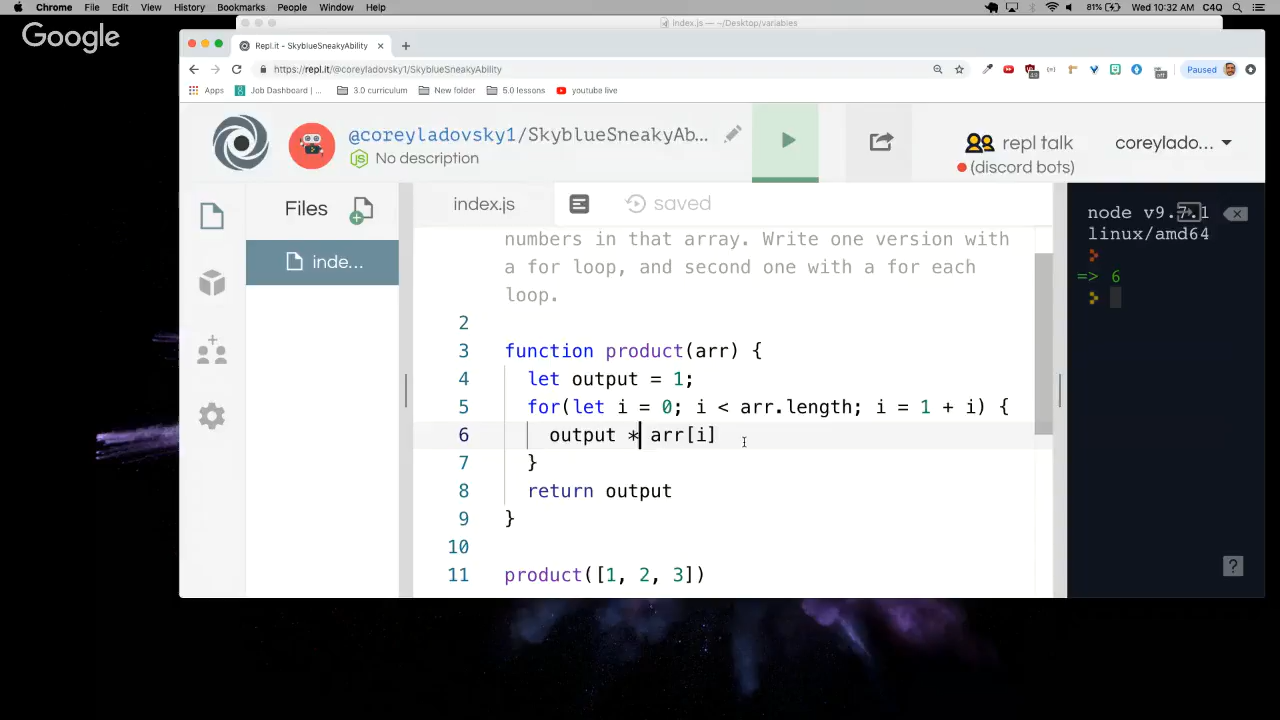 Chrome File Edit View History Bookmarks People Window Help 81% Wed Nov 7 10:32 AM C4Q
index.js — ~/Desktop/variables
Google
Repl.it - SkyblueSneakyAbility
https://repl.it/@coreyladovsky1/SkyblueSneakyAbility
Paused
Apps Job Dashboard | ... 3.0 curriculum New folder 5.0 lessons youtube live
@coreyladovsky1/SkyblueSneakyAb...
No description
repl talk
(discord bots)
coreylado...
Files
inde...
index.js
saved
numbers in that array. Write one version with
a for loop, and second one with a for each
loop.
2
3 function product(arr) {
4 let output = 1;
5 for(let i = 0; i < arr.length; i = 1 + i) {
6 output * arr[i]
7 }
8 return output
9 }
10
11 product([1, 2, 3])
node v9.7.1
linux/amd64
=> 6
?